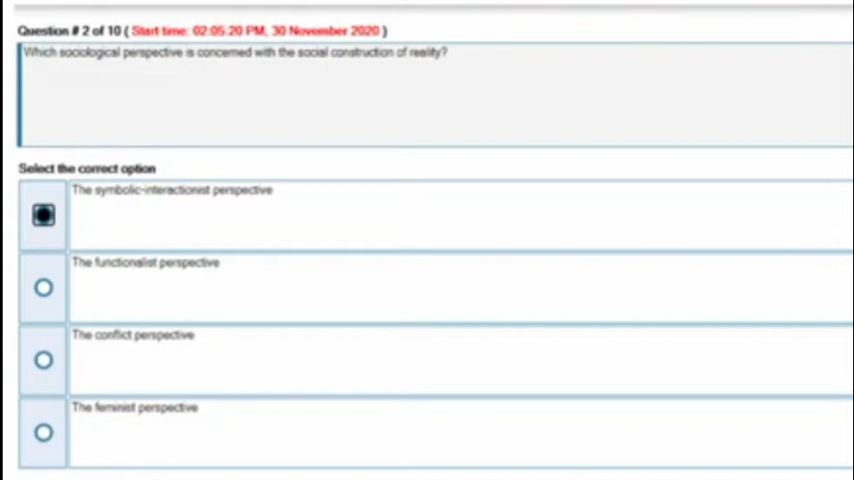 Question # 2 of 10 ( Start time: 02:05:20 PM, 30 November 2020 )
Which sociological perspective is concerned with the social construction of reality?
Select the correct option
The symbolic-interactionist perspective
The functionalist perspective
The conflict perspective
The feminist perspective